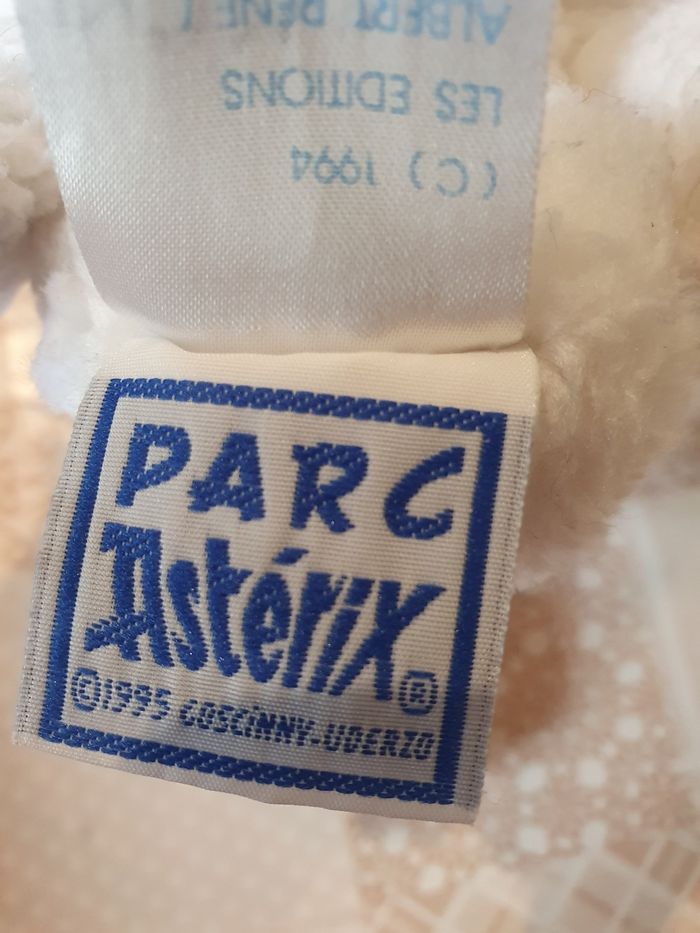 (C) 1994
LES EDITIONS
ALBERT RENE /
PARC
Astérix
©1995 GOSCINNY-UDERZO ®